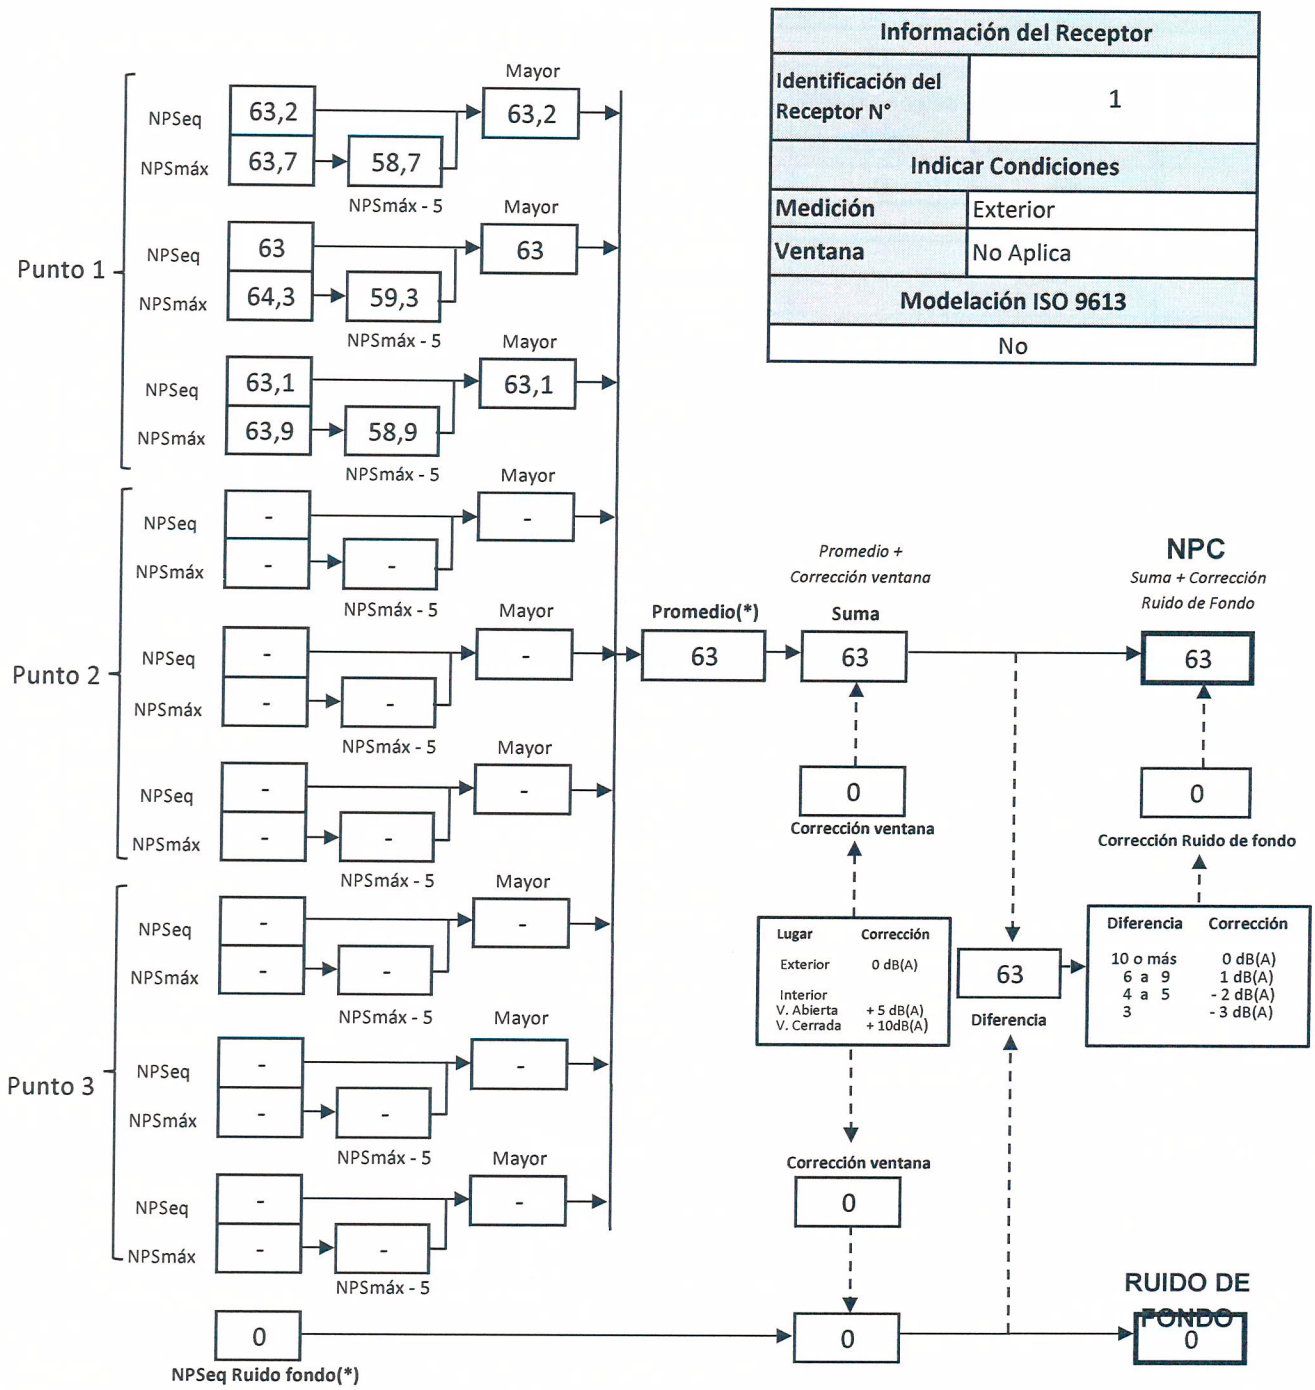 Información del Receptor
Identificación del
Receptor N°
1
Indicar Condiciones
Medición
Exterior
Ventana
No Aplica
Modelación ISO 9613
No
Punto 1
Mayor
NPSeq
63,2
63,2
NPSmáx
63,7
58,7
NPSmáx - 5
Mayor
NPSeq
63
63
NPSmáx
64,3
59,3
NPSmáx - 5
Mayor
NPSeq
63,1
63,1
NPSmáx
63,9
58,9
NPSmáx - 5
Punto 2
Mayor
NPSeq
-
-
NPSmáx
-
-
NPSmáx - 5
Mayor
NPSeq
-
-
NPSmáx
-
-
NPSmáx - 5
Mayor
NPSeq
-
-
NPSmáx
-
-
NPSmáx - 5
Punto 3
Mayor
NPSeq
-
-
NPSmáx
-
-
NPSmáx - 5
Mayor
NPSeq
-
-
NPSmáx
-
-
NPSmáx - 5
Mayor
NPSeq
-
-
NPSmáx
-
-
NPSmáx - 5
0
NPSeq Ruido fondo(*)
Promedio(*)
63
Promedio +
Corrección ventana
Suma
63
0
Corrección ventana
NPC
Suma + Corrección
Ruido de Fondo
63
0
Corrección Ruido de fondo
Lugar Corrección
Exterior 0 dB(A)
Interior
V. Abierta + 5 dB(A)
V. Cerrada + 10dB(A)
63
Diferencia
Diferencia Corrección
10 o más 0 dB(A)
6 a 9 1 dB(A)
4 a 5 - 2 dB(A)
3 - 3 dB(A)
Corrección ventana
0
0
RUIDO DE
FONDO
0